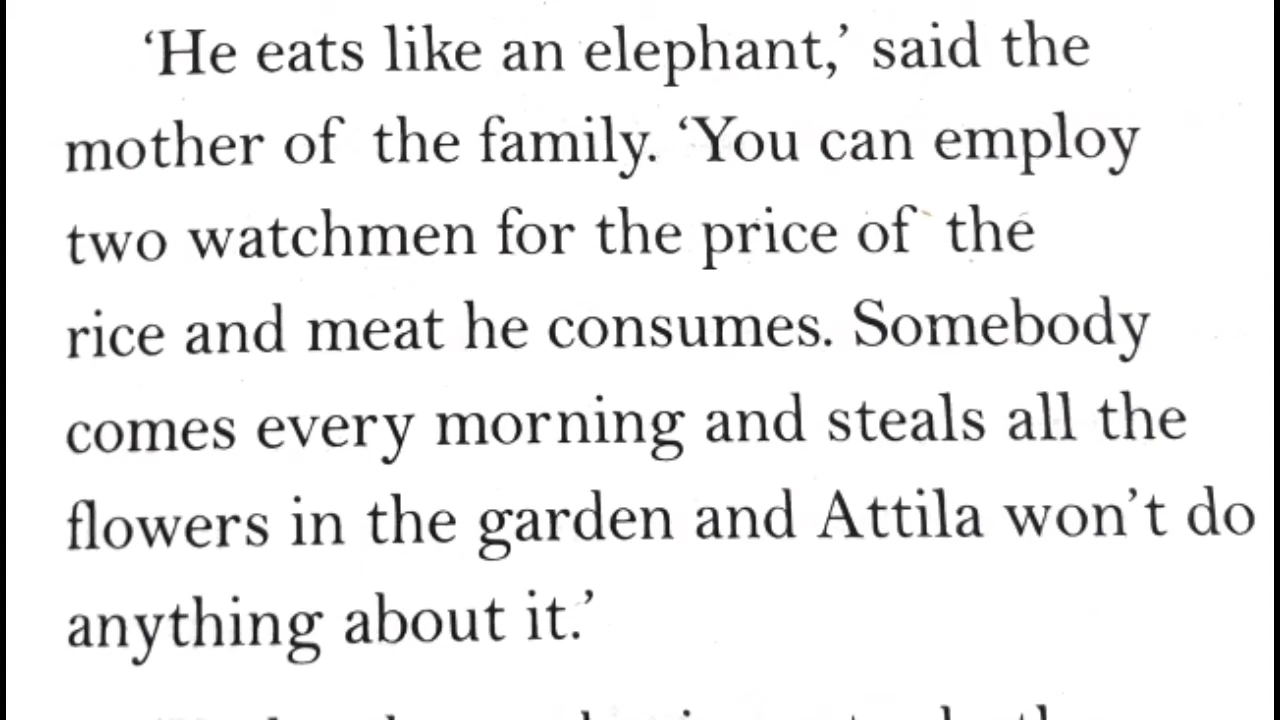 ‘He eats like an elephant,’ said the
mother of the family. ‘You can employ
two watchmen for the price of the
rice and meat he consumes. Somebody
comes every morning and steals all the
flowers in the garden and Attila won’t do
anything about it.’